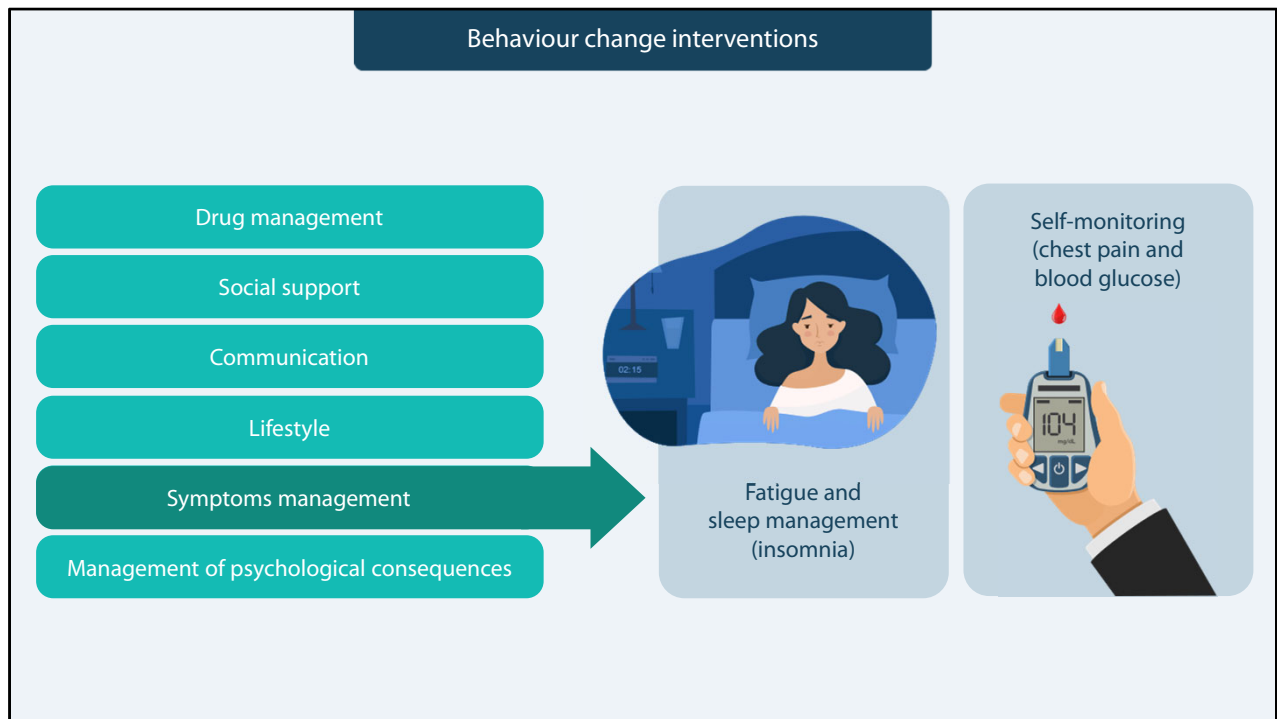 Behaviour change interventions
Drug management
Social support
Communication
Lifestyle
Symptoms management
Management of psychological consequences
02:15
Fatigue and
sleep management
(insomnia)
Self-monitoring
(chest pain and
blood glucose)
104
mg/dL